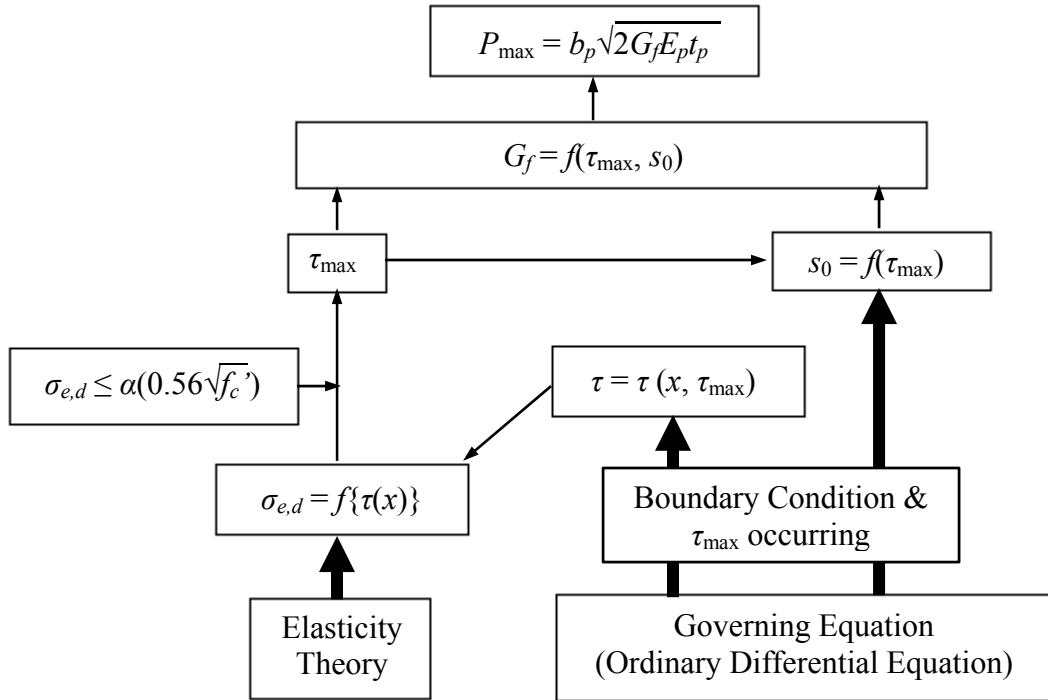 P_max = b_p√2G_fE_pt_p
G_f = f(τ_max, s_0)
τ_max
s_0 = f(τ_max)
σ_e,d ≤ α(0.56√f_c’)
τ = τ (x, τ_max)
σ_e,d = f{τ(x)}
Boundary Condition &
τ_max occurring
Elasticity
Theory
Governing Equation
(Ordinary Differential Equation)